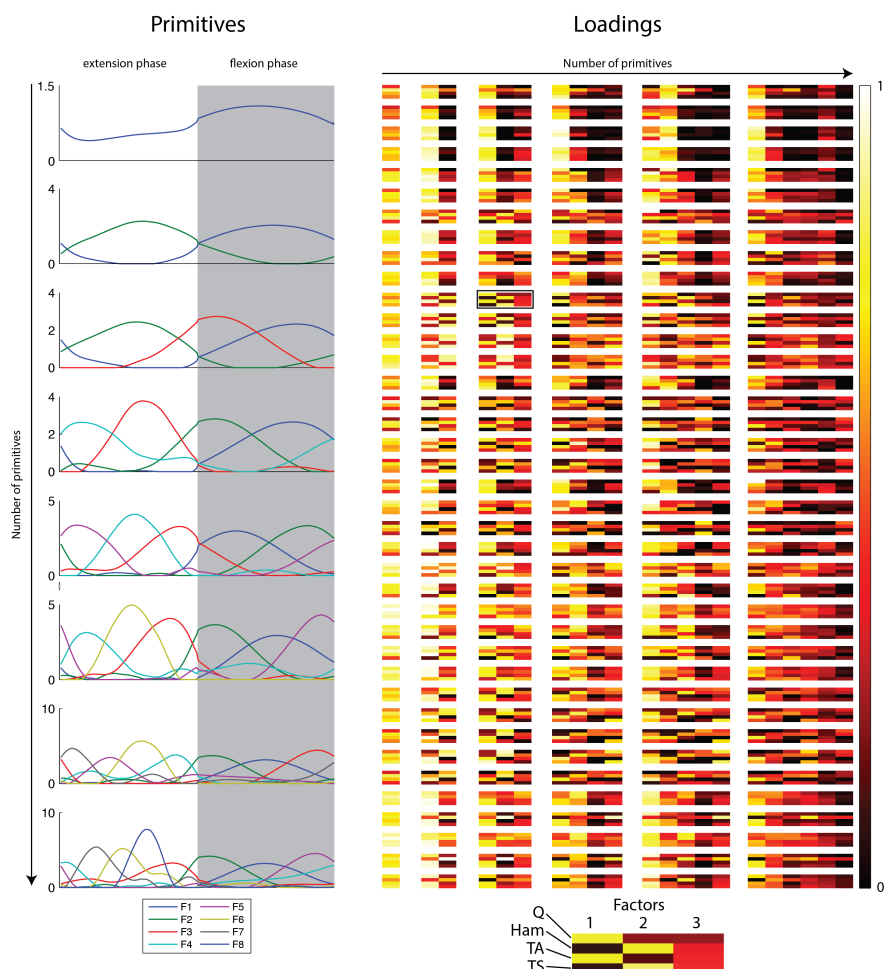 Primitives
Loadings
extension phase
flexion phase
Number of primitives
1.5
0
4
0
4
2
0
4
2
0
5
0
5
0
10
5
0
10
5
0
Number of primitives
1
0
F1
F2
F3
F4
F5
F6
F7
F8
Factors
1 2 3
Q
Ham
TA
TS